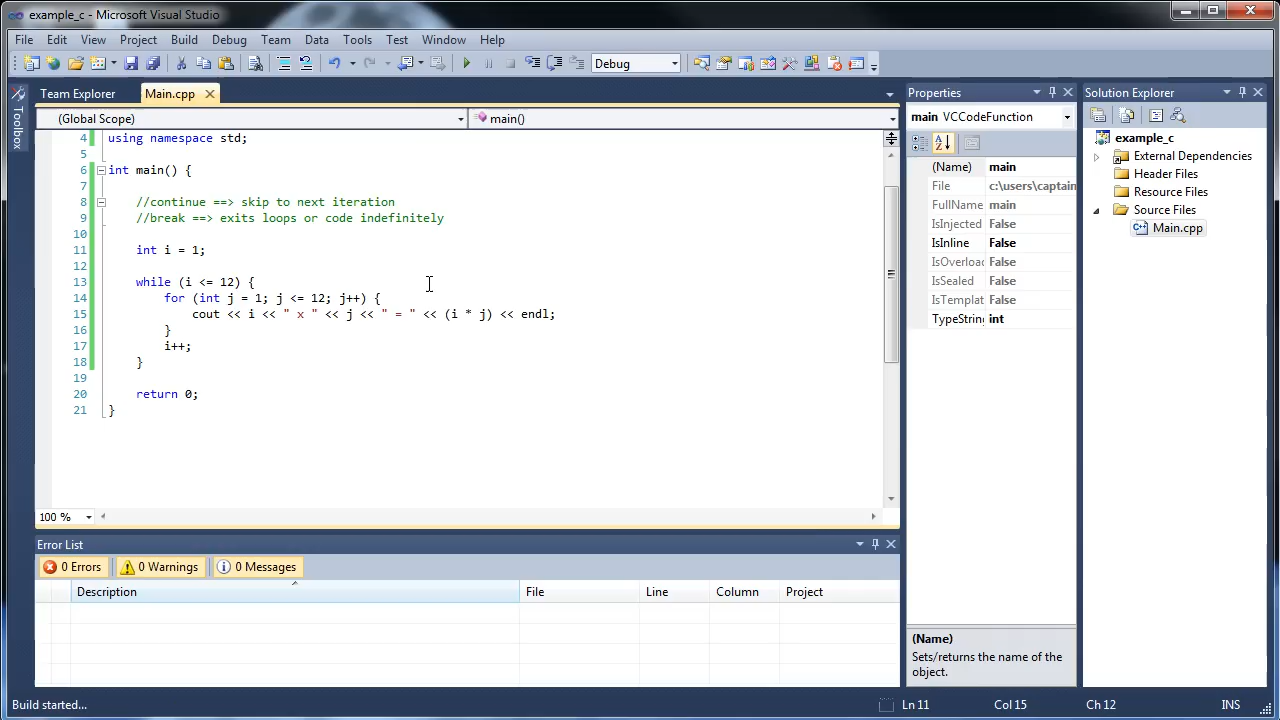 example_c - Microsoft Visual Studio
File Edit View Project Build Debug Team Data Tools Test Window Help
Debug
Toolbox
Team Explorer Main.cpp
(Global Scope) main()
4 using namespace std;
5
6 int main() {
7
8 //continue ==> skip to next iteration
9 //break ==> exits loops or code indefinitely
10
11 int i = 1;
12
13 while (i <= 12) {
14 for (int j = 1; j <= 12; j++) {
15 cout << i << " x " << j << " = " << (i * j) << endl;
16 }
17 i++;
18 }
19
20 return 0;
21 }
100 %
Error List
0 Errors 0 Warnings 0 Messages
Description File Line Column Project
Properties
main VCCodeFunction
(Name) main
File c:\users\captain
FullName main
IsInjected False
IsInline False
IsOverloa False
IsSealed False
IsTemplat False
TypeString int
(Name)
Sets/returns the name of the
object.
Solution Explorer
example_c
External Dependencies
Header Files
Resource Files
Source Files
Main.cpp
Build started... Ln 11 Col 15 Ch 12 INS